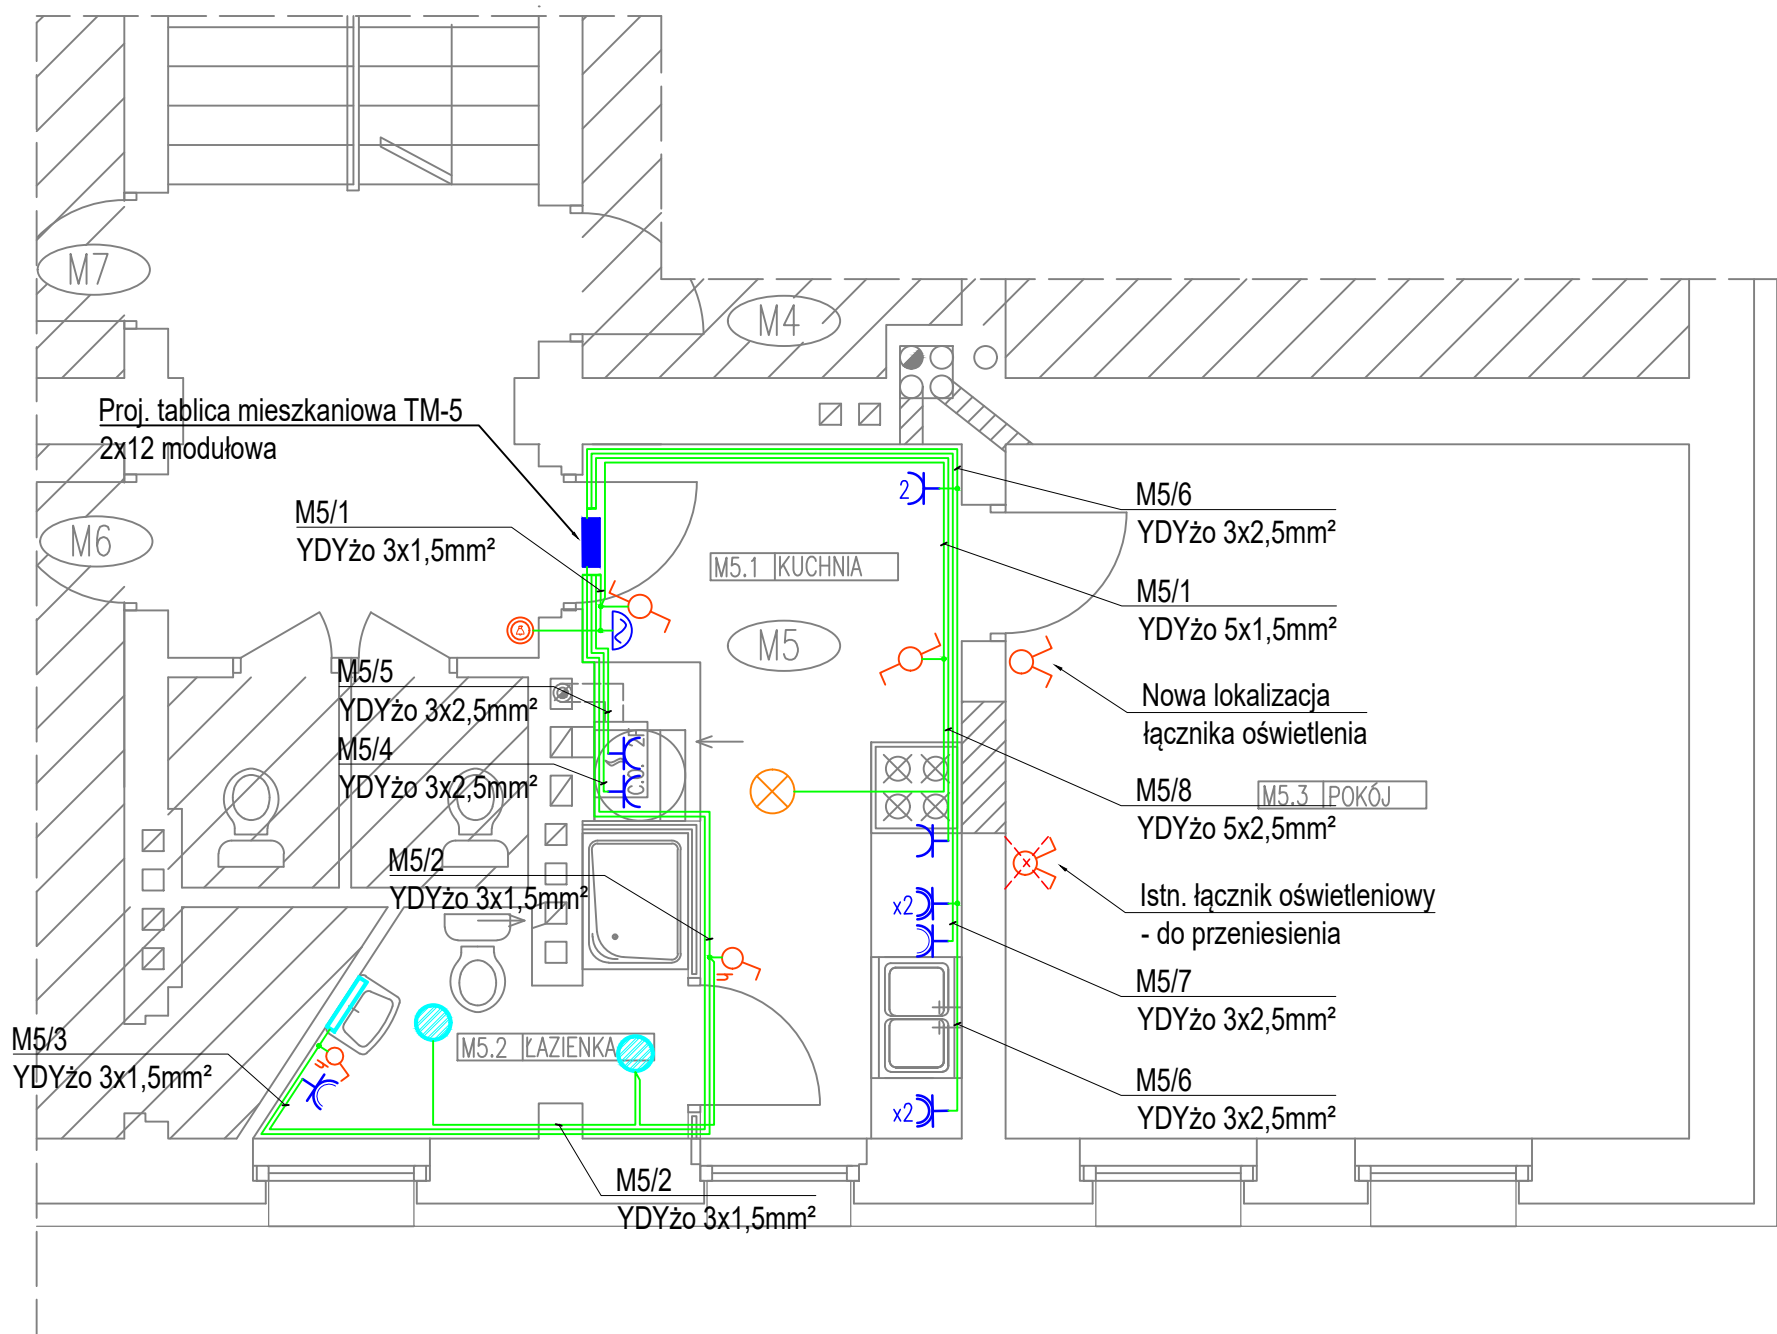 M7
M4
Proj. tablica mieszkaniowa TM-5
2x12 modułowa
M5/1
YDYżo 3x1,5mm²
M6
2
M5/6
YDYżo 3x2,5mm²
M5.1 KUCHNIA
M5/1
YDYżo 5x1,5mm²
M5
M5/5
YDYżo 3x2,5mm²
Nowa lokalizacja
łącznika oświetlenia
M5/4
YDYżo 3x2,5mm²
M5/8
YDYżo 5x2,5mm²
M5.3 POKÓJ
M5/2
YDYżo 3x1,5mm²
x2
Istn. łącznik oświetleniowy
- do przeniesienia
M5/7
YDYżo 3x2,5mm²
M5/3
YDYżo 3x1,5mm²
M5.2 ŁAZIENKA
M5/6
YDYżo 3x2,5mm²
x2
M5/2
YDYżo 3x1,5mm²